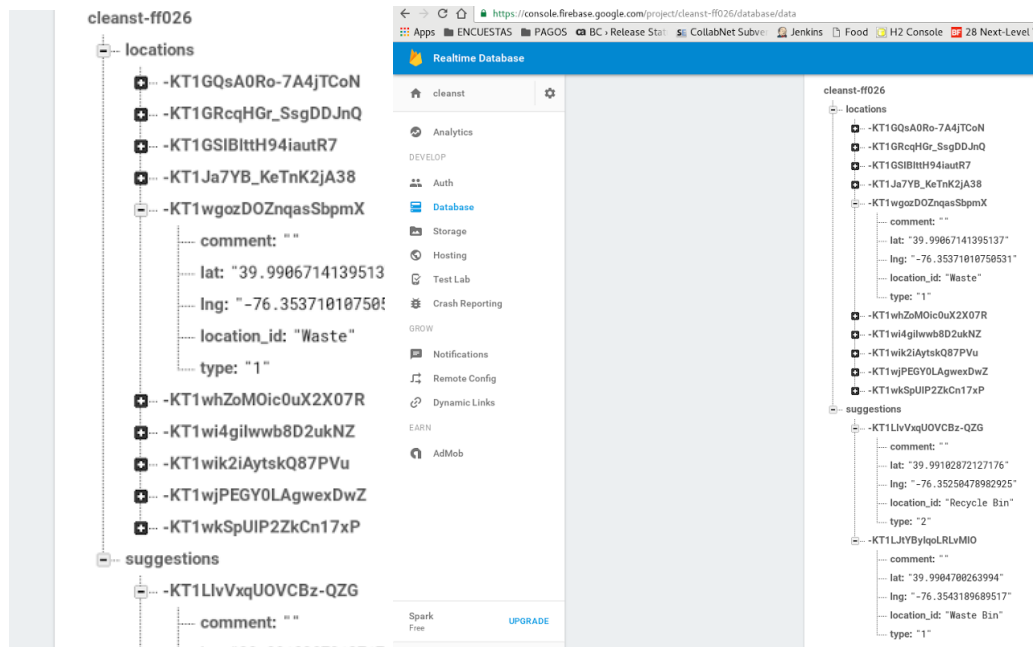 cleanst-ff026
locations
-KT1GQsA0Ro-7A4jTCoN
-KT1GRcqHGr_SsgDDJnQ
-KT1GSIBIttH94iautR7
-KT1Ja7YB_KeTnK2jA38
-KT1wgozDOZnqasSbpmX
comment: ""
lat: "39.9906714139513
lng: "-76.353710107505
location_id: "Waste"
type: "1"
-KT1whZoMOic0uX2X07R
-KT1wi4gilwwb8D2ukNZ
-KT1wik2iAytskQ87PVu
-KT1wjPEGY0LAgwexDwZ
-KT1wkSpUIP2ZkCn17xP
suggestions
-KT1LIvVxqUOVCBz-QZG
comment: ""
https://console.firebase.google.com/project/cleanst-ff026/database/data
Apps ENCUESTAS PAGOS BC › Release Stat CollabNet Subver Jenkins Food H2 Console BF 28 Next-Level
Realtime Database
cleanst
Analytics
DEVELOP
Auth
Database
Storage
Hosting
Test Lab
Crash Reporting
GROW
Notifications
Remote Config
Dynamic Links
EARN
AdMob
Spark
Free
UPGRADE
cleanst-ff026
locations
-KT1GQsA0Ro-7A4jTCoN
-KT1GRcqHGr_SsgDDJnQ
-KT1GSIBIttH94iautR7
-KT1Ja7YB_KeTnK2jA38
-KT1wgozDOZnqasSbpmX
comment: ""
lat: "39.99067141395137"
lng: "-76.35371010750531"
location_id: "Waste"
type: "1"
-KT1whZoMOic0uX2X07R
-KT1wi4gilwwb8D2ukNZ
-KT1wik2iAytskQ87PVu
-KT1wjPEGY0LAgwexDwZ
-KT1wkSpUIP2ZkCn17xP
suggestions
-KT1LIvVxqUOVCBz-QZG
comment: ""
lat: "39.99102872127176"
lng: "-76.35250478982925"
location_id: "Recycle Bin"
type: "2"
-KT1LJtYByIqoLRLvMIO
comment: ""
lat: "39.9904700263994"
lng: "-76.3543189689517"
location_id: "Waste Bin"
type: "1"